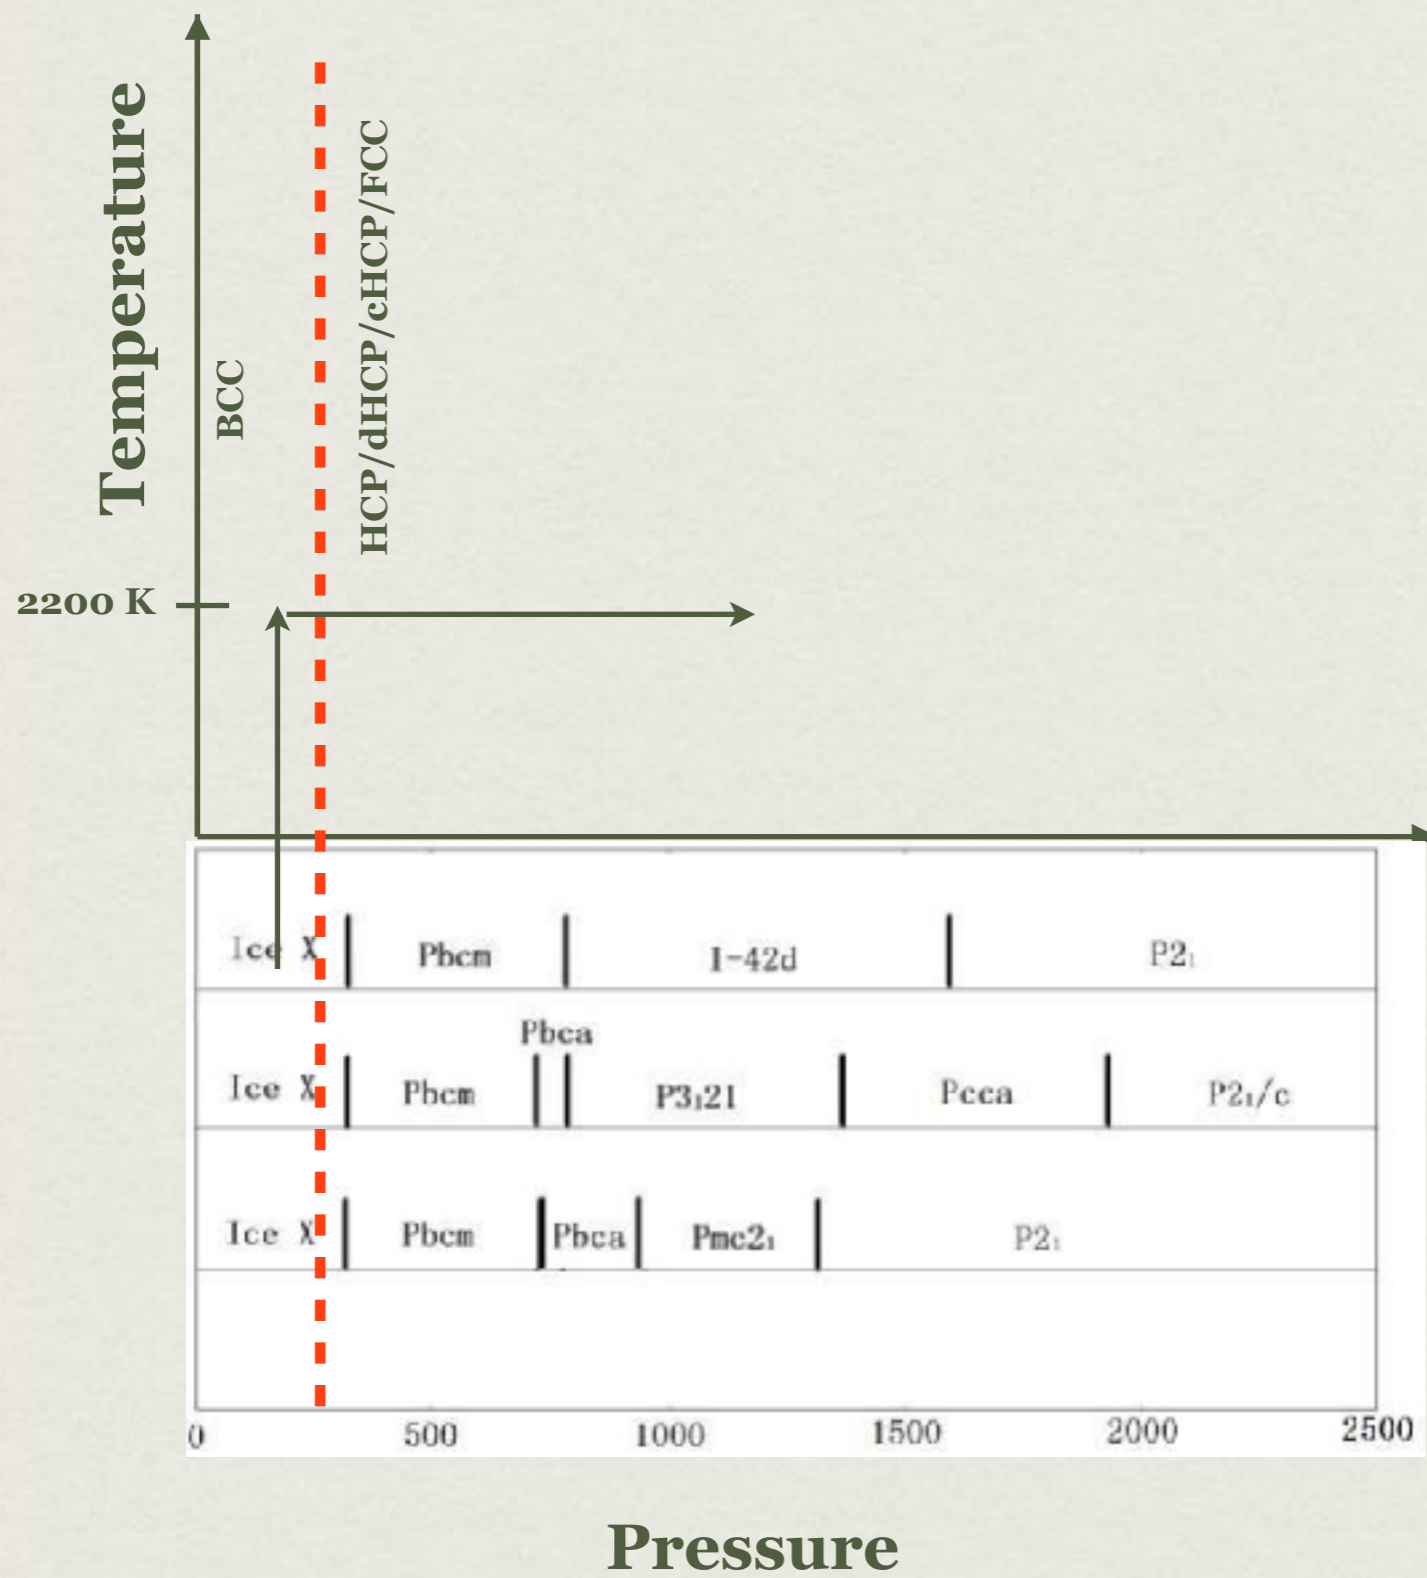 Temperature
BCC
HCP/dHCP/cHCP/FCC
2200 K
Ice X Pbcm I-42d P2₁
Pbca
Ice X Pbcm P3₁21 Pcca P2₁/c
Ice X Pbcm Pbca Pmc2₁ P2₁
0 500 1000 1500 2000 2500
Pressure